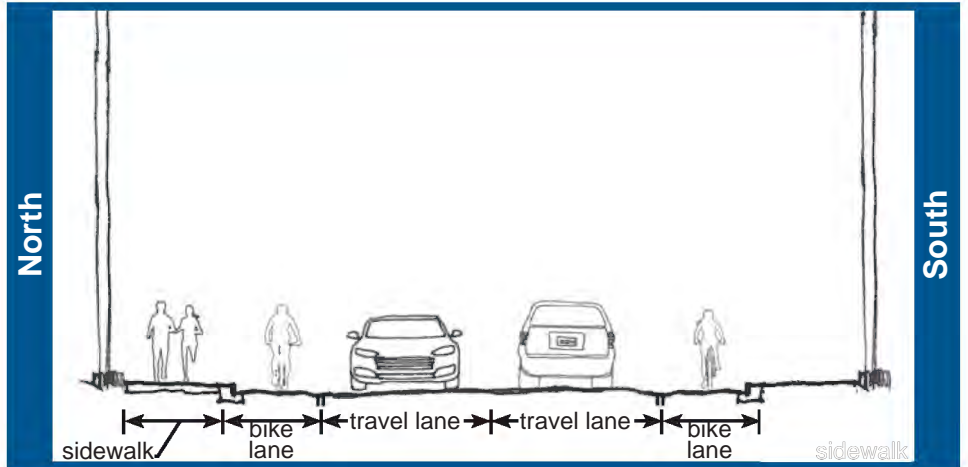 North
South
travel lane
travel lane
bike
lane
bike
lane
sidewalk
sidewalk